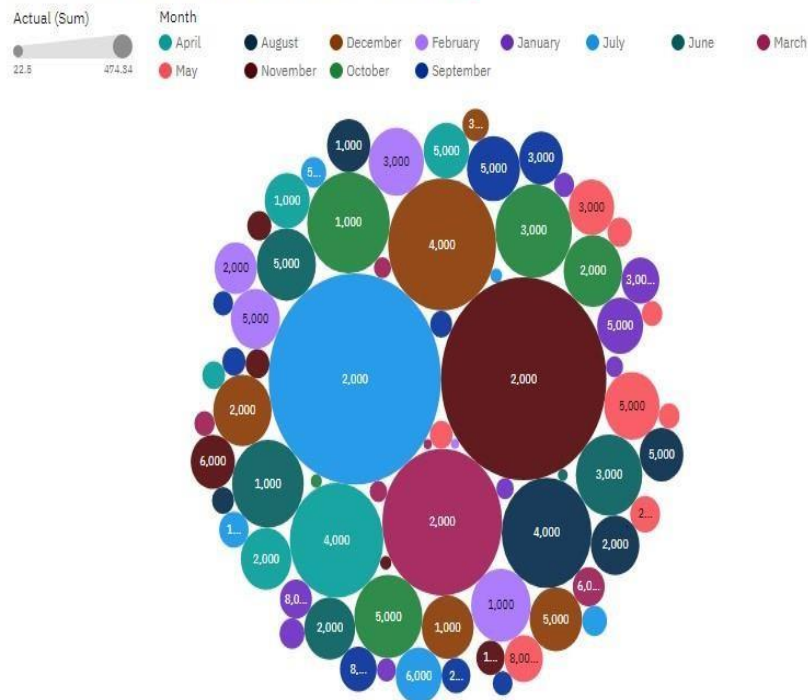 Actual (Sum)
22.5 474.34
Month
April August December February January July June March
May November October September
3...
1,000 3,000 5,000 5,000 3,000
5...
1,000 1,000 4,000 3,000 3,000
2,000 5,000 2,000 3,00...
5,000 5,000
2,000 2,000
2,000 5,000
6,000 5,000
1,000 3,000
2,000 2...
1... 4,000 4,000 2,000
2,000
8,0... 6,0...
2,000 5,000 1,000 1,000 5,000
1... 8,00...
8,... 6,000 2...